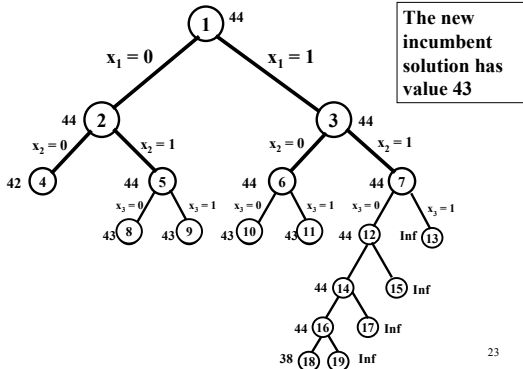 1 44
The new
incumbent
solution has
value 43
x₁ = 0 x₁ = 1
44 2 3 44
x₂ = 0 x₂ = 1 x₂ = 0 x₂ = 1
42 4 44 5 44 6 44 7
x₃ = 0 x₃ = 1 x₃ = 0 x₃ = 1 x₃ = 0 x₃ = 1
43 8 43 9 43 10 43 11 44 12 Inf 13
44 14 15 Inf
44 16 17 Inf
38 18 19 Inf
23